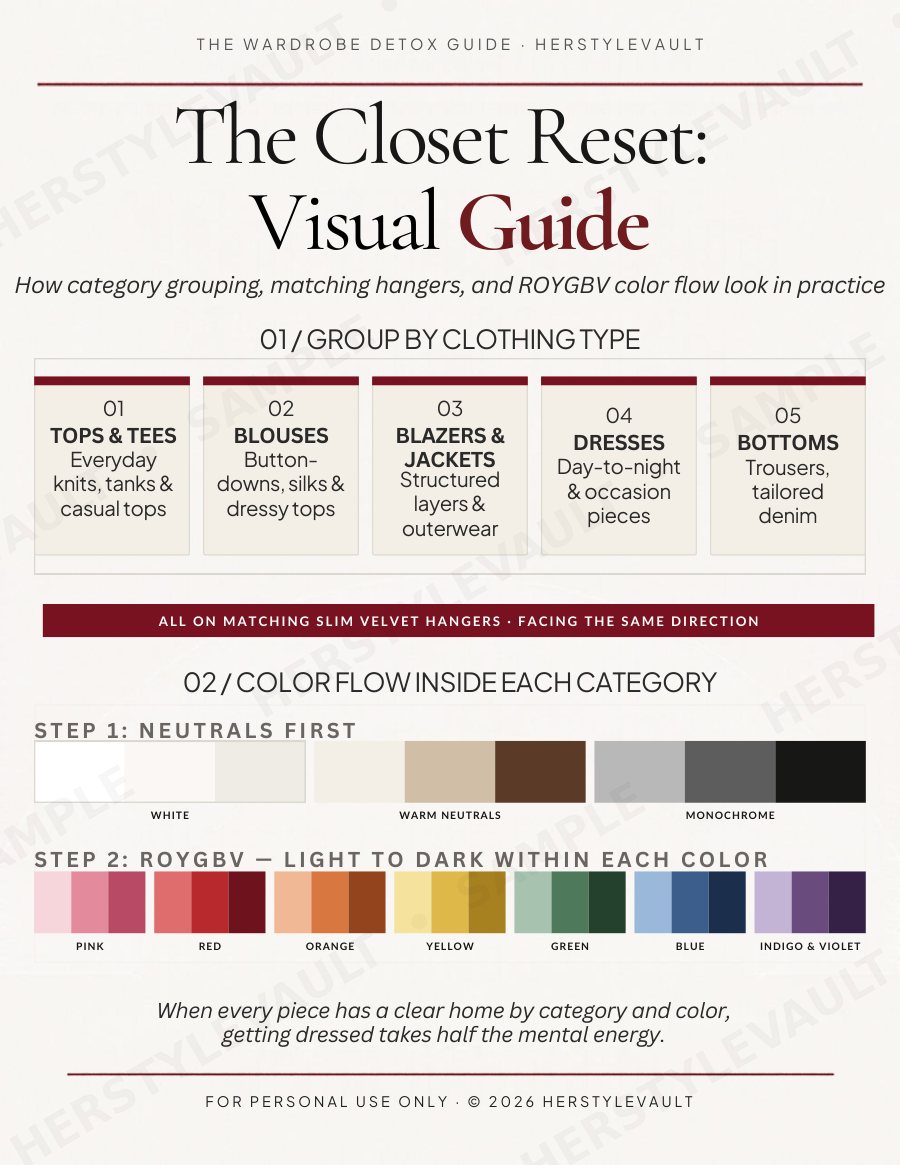 THE WARDROBE DETOX GUIDE · HERSTYLEVAULT
The Closet Reset:
Visual Guide
How category grouping, matching hangers, and ROYGBV color flow look in practice
01 / GROUP BY CLOTHING TYPE
01
TOPS & TEES
Everyday
knits, tanks &
casual tops
02
BLOUSES
Button-
downs, silks &
dressy tops
03
BLAZERS &
JACKETS
Structured
layers &
outerwear
04
DRESSES
Day-to-night
& occasion
pieces
05
BOTTOMS
Trousers,
tailored
denim
ALL ON MATCHING SLIM VELVET HANGERS · FACING THE SAME DIRECTION
02 / COLOR FLOW INSIDE EACH CATEGORY
STEP 1: NEUTRALS FIRST
WHITE
WARM NEUTRALS
MONOCHROME
STEP 2: ROYGBV — LIGHT TO DARK WITHIN EACH COLOR
PINK
RED
ORANGE
YELLOW
GREEN
BLUE
INDIGO & VIOLET
When every piece has a clear home by category and color,
getting dressed takes half the mental energy.
FOR PERSONAL USE ONLY · © 2026 HERSTYLEVAULT
HERSTYLEVAULT • SAMPLE